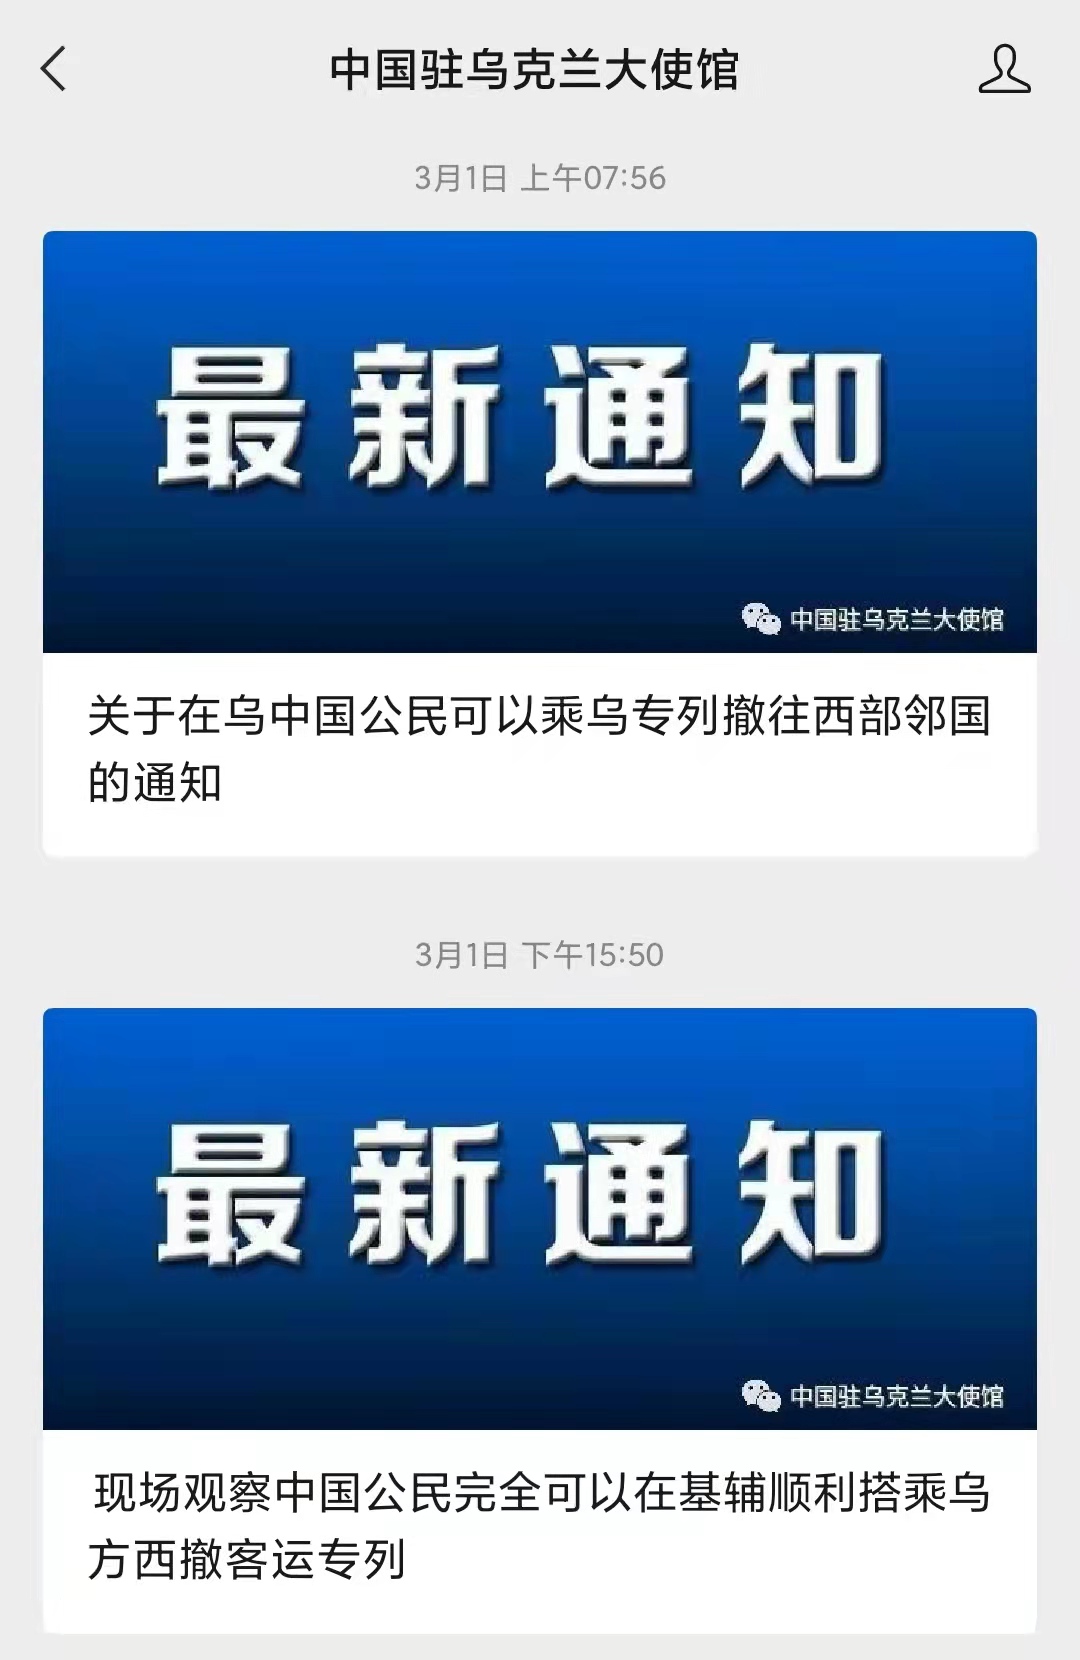 中国驻乌克兰大使馆
3月1日 上午07:56
最新通知
中国驻乌克兰大使馆
关于在乌中国公民可以乘乌专列撤往西部邻国
的通知
3月1日 下午15:50
最新通知
中国驻乌克兰大使馆
现场观察中国公民完全可以在基辅顺利搭乘乌
方西撤客运专列